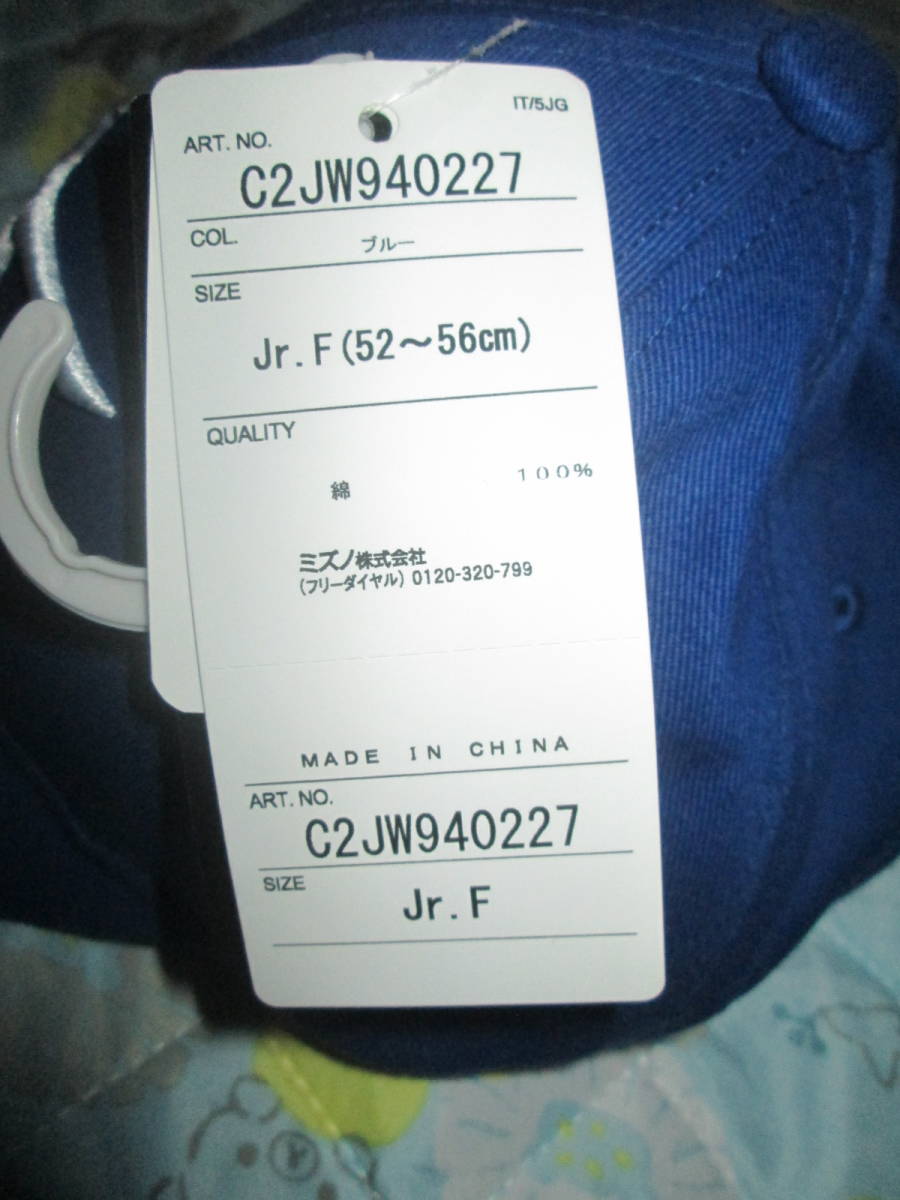 IT/5JG
ART. NO.
C2JW940227
COL.
ブルー
SIZE
Jr.F(52～56cm)
QUALITY
綿 100%
ミズノ株式会社
(フリーダイヤル) 0120-320-799
MADE IN CHINA
ART. NO.
C2JW940227
SIZE
Jr.F